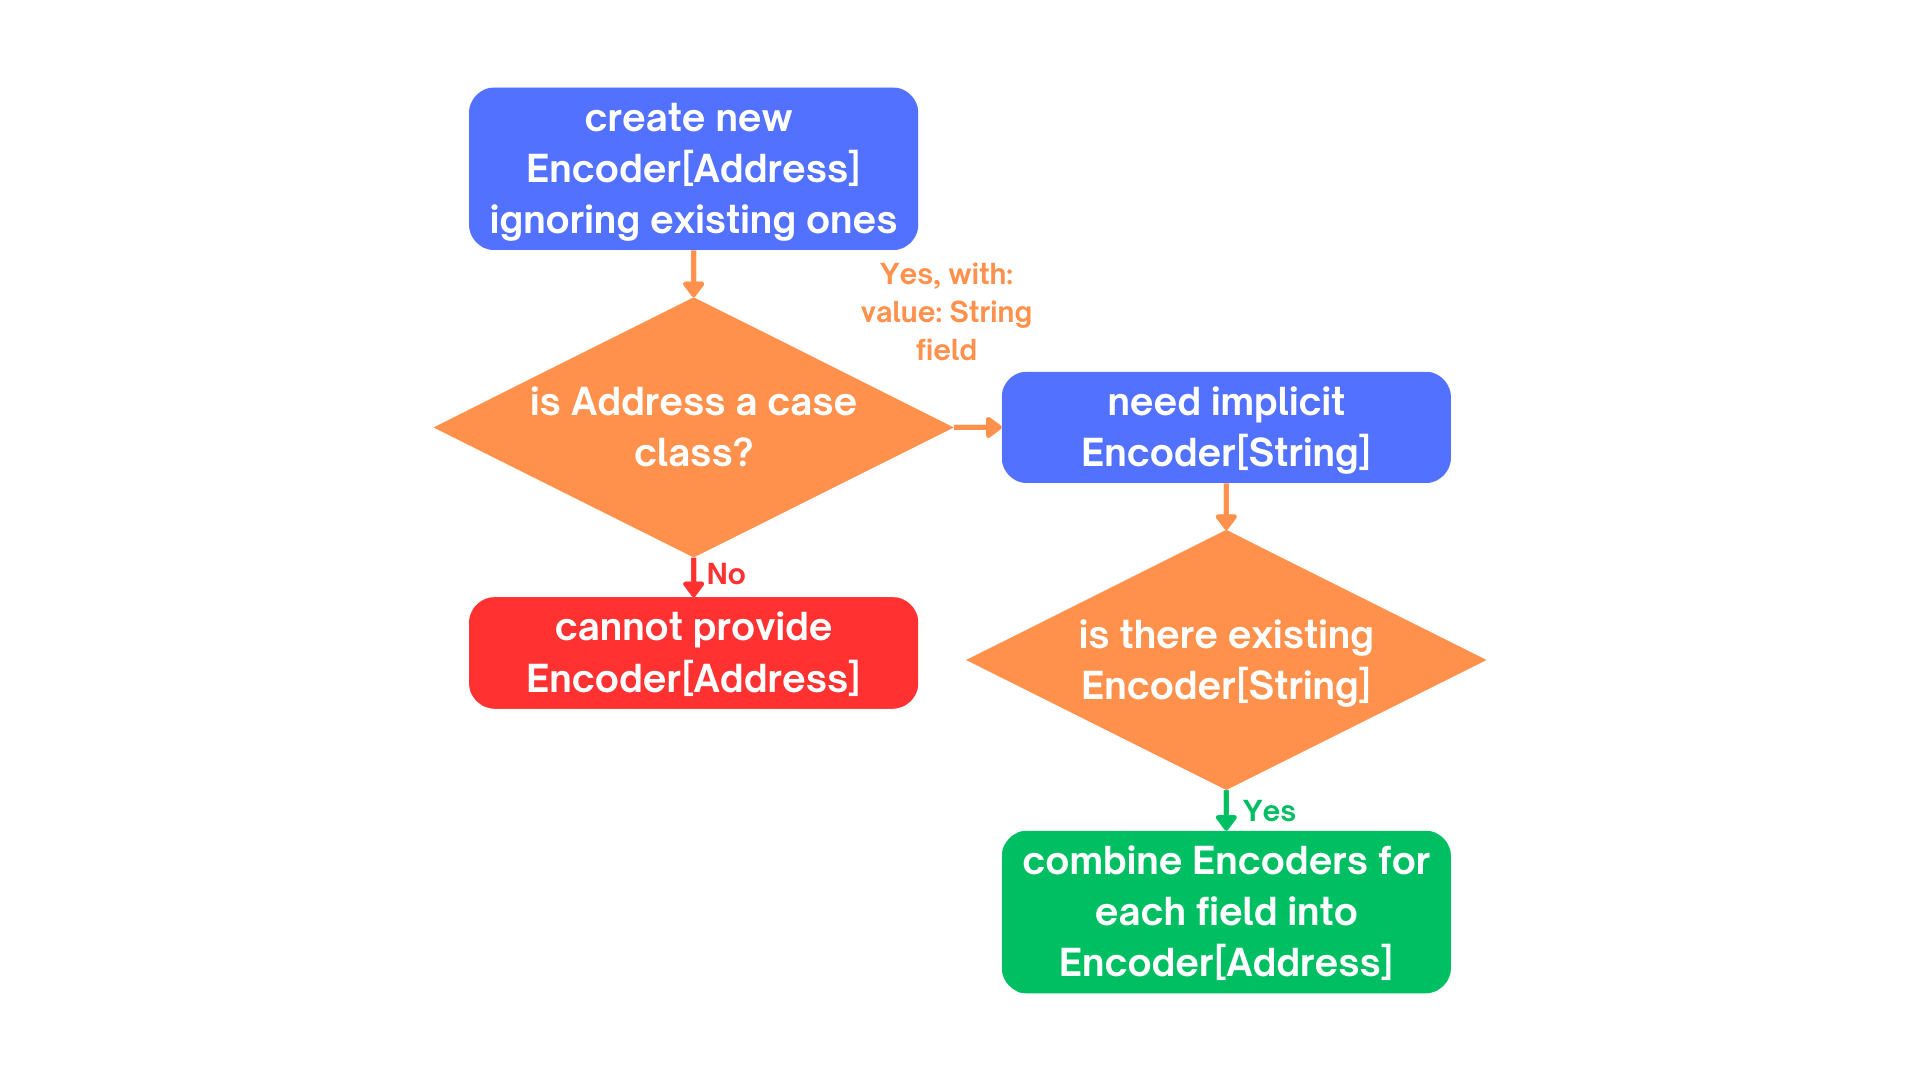 create new
Encoder[Address]
ignoring existing ones
Yes, with:
value: String
field
is Address a case
class?
need implicit
Encoder[String]
No
cannot provide
Encoder[Address]
is there existing
Encoder[String]
Yes
combine Encoders for
each field into
Encoder[Address]